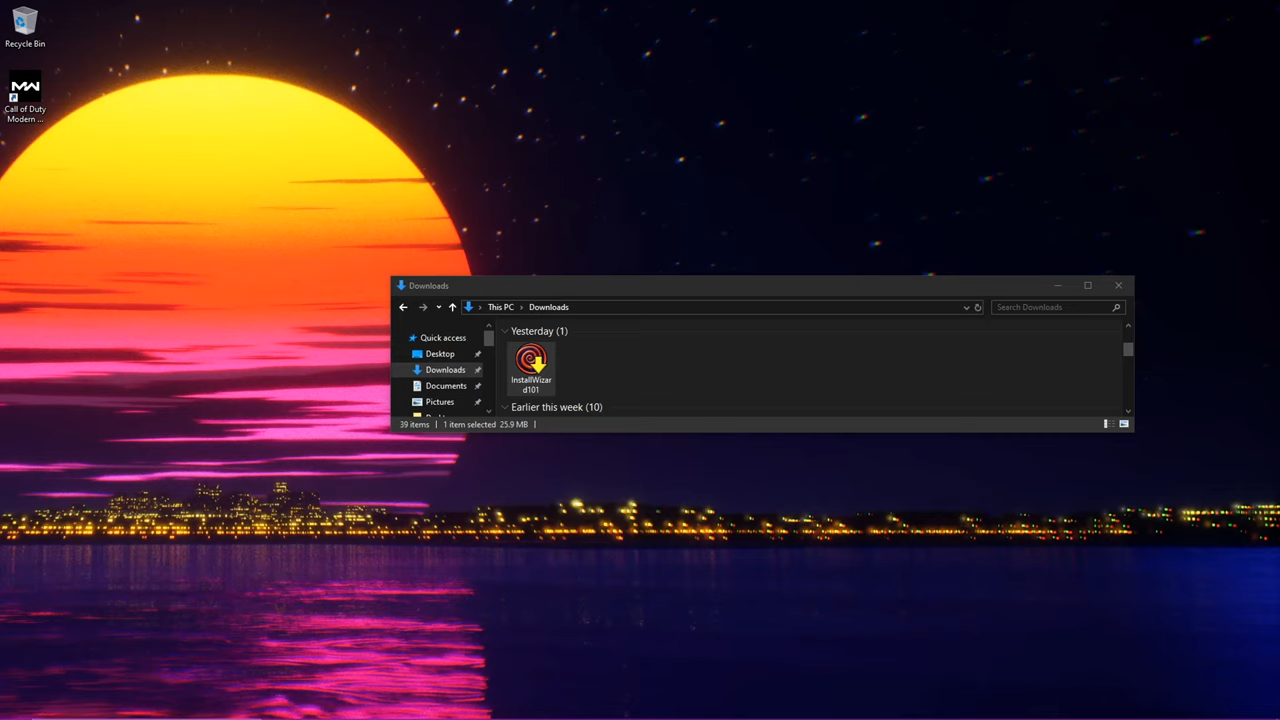 Recycle Bin
MW
Call of Duty
Modern ...
Downloads
This PC
Downloads
Search Downloads
Quick access
Desktop
Downloads
Documents
Pictures
Yesterday (1)
InstallWizar
d101
Earlier this week (10)
39 items
1 item selected 25.9 MB